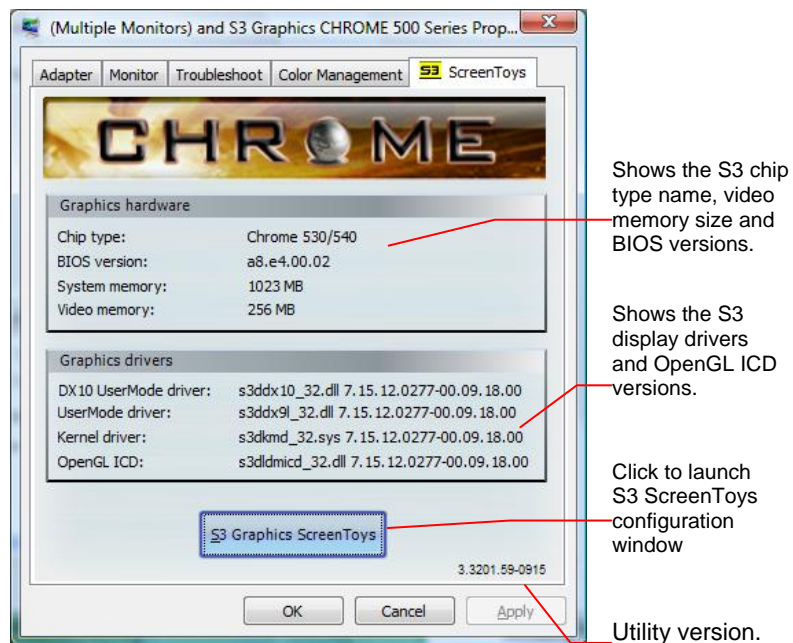 (Multiple Monitors) and S3 Graphics CHROME 500 Series Prop...
Adapter Monitor Troubleshoot Color Management S3 ScreenToys
CHROME
Graphics hardware
Chip type: Chrome 530/540
BIOS version: a8.e4.00.02
System memory: 1023 MB
Video memory: 256 MB
Graphics drivers
DX10 UserMode driver: s3ddx10_32.dll 7.15.12.0277-00.09.18.00
UserMode driver: s3ddx9l_32.dll 7.15.12.0277-00.09.18.00
Kernel driver: s3dkmd_32.sys 7.15.12.0277-00.09.18.00
OpenGL ICD: s3dldmicd_32.dll 7.15.12.0277-00.09.18.00
S3 Graphics ScreenToys
3.3201.59-0915
OK Cancel Apply
Shows the S3 chip
type name, video
memory size and
BIOS versions.
Shows the S3
display drivers
and OpenGL ICD
versions.
Click to launch
S3 ScreenToys
configuration
window
Utility version.